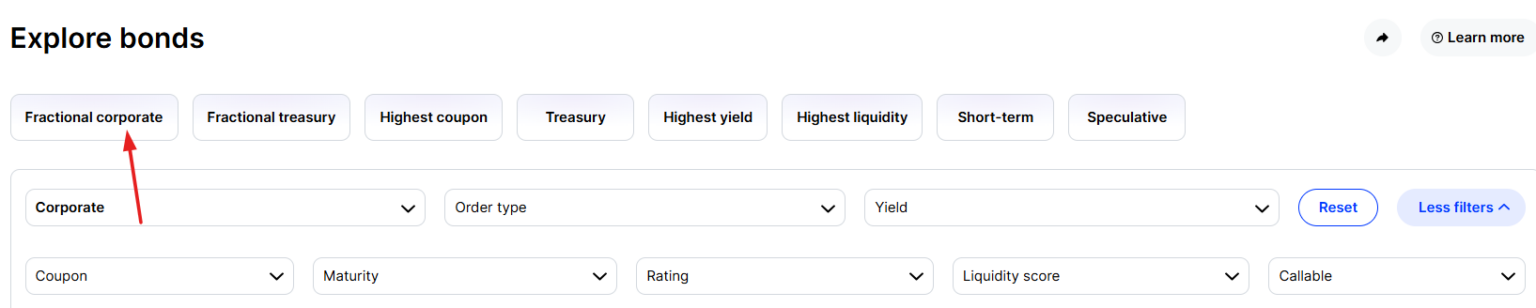 Explore bonds
Learn more
Fractional corporate Fractional treasury Highest coupon Treasury Highest yield Highest liquidity Short-term Speculative
Corporate Order type Yield Reset Less filters
Coupon Maturity Rating Liquidity score Callable